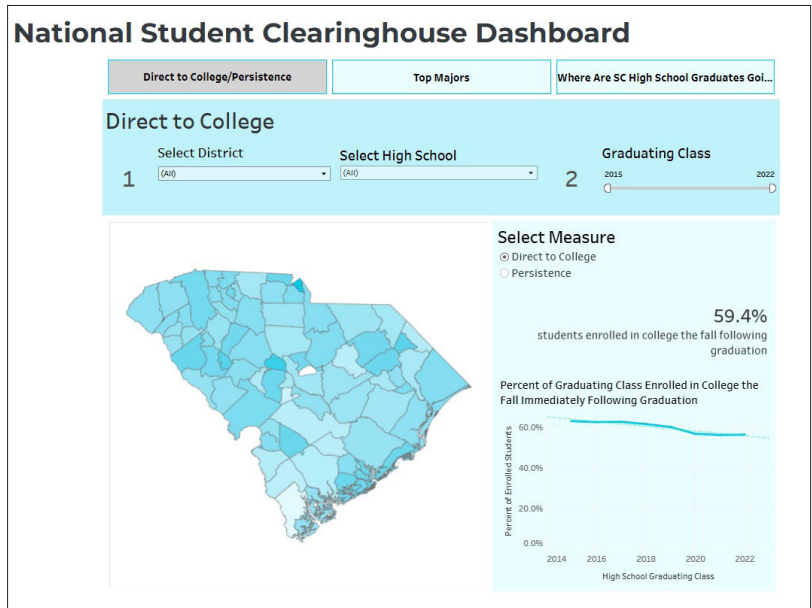 National Student Clearinghouse Dashboard
Direct to College/Persistence
Top Majors
Where Are SC High School Graduates Goi...
Direct to College
1
Select District
(All)
Select High School
(All)
2
Graduating Class
2015
2022
Select Measure
Direct to College
Persistence
59.4%
students enrolled in college the fall following
graduation
Percent of Graduating Class Enrolled in College the
Fall Immediately Following Graduation
Percent of Enrolled Students
60.0%
40.0%
20.0%
0.0%
2014
2016
2018
2020
2022
High School Graduating Class